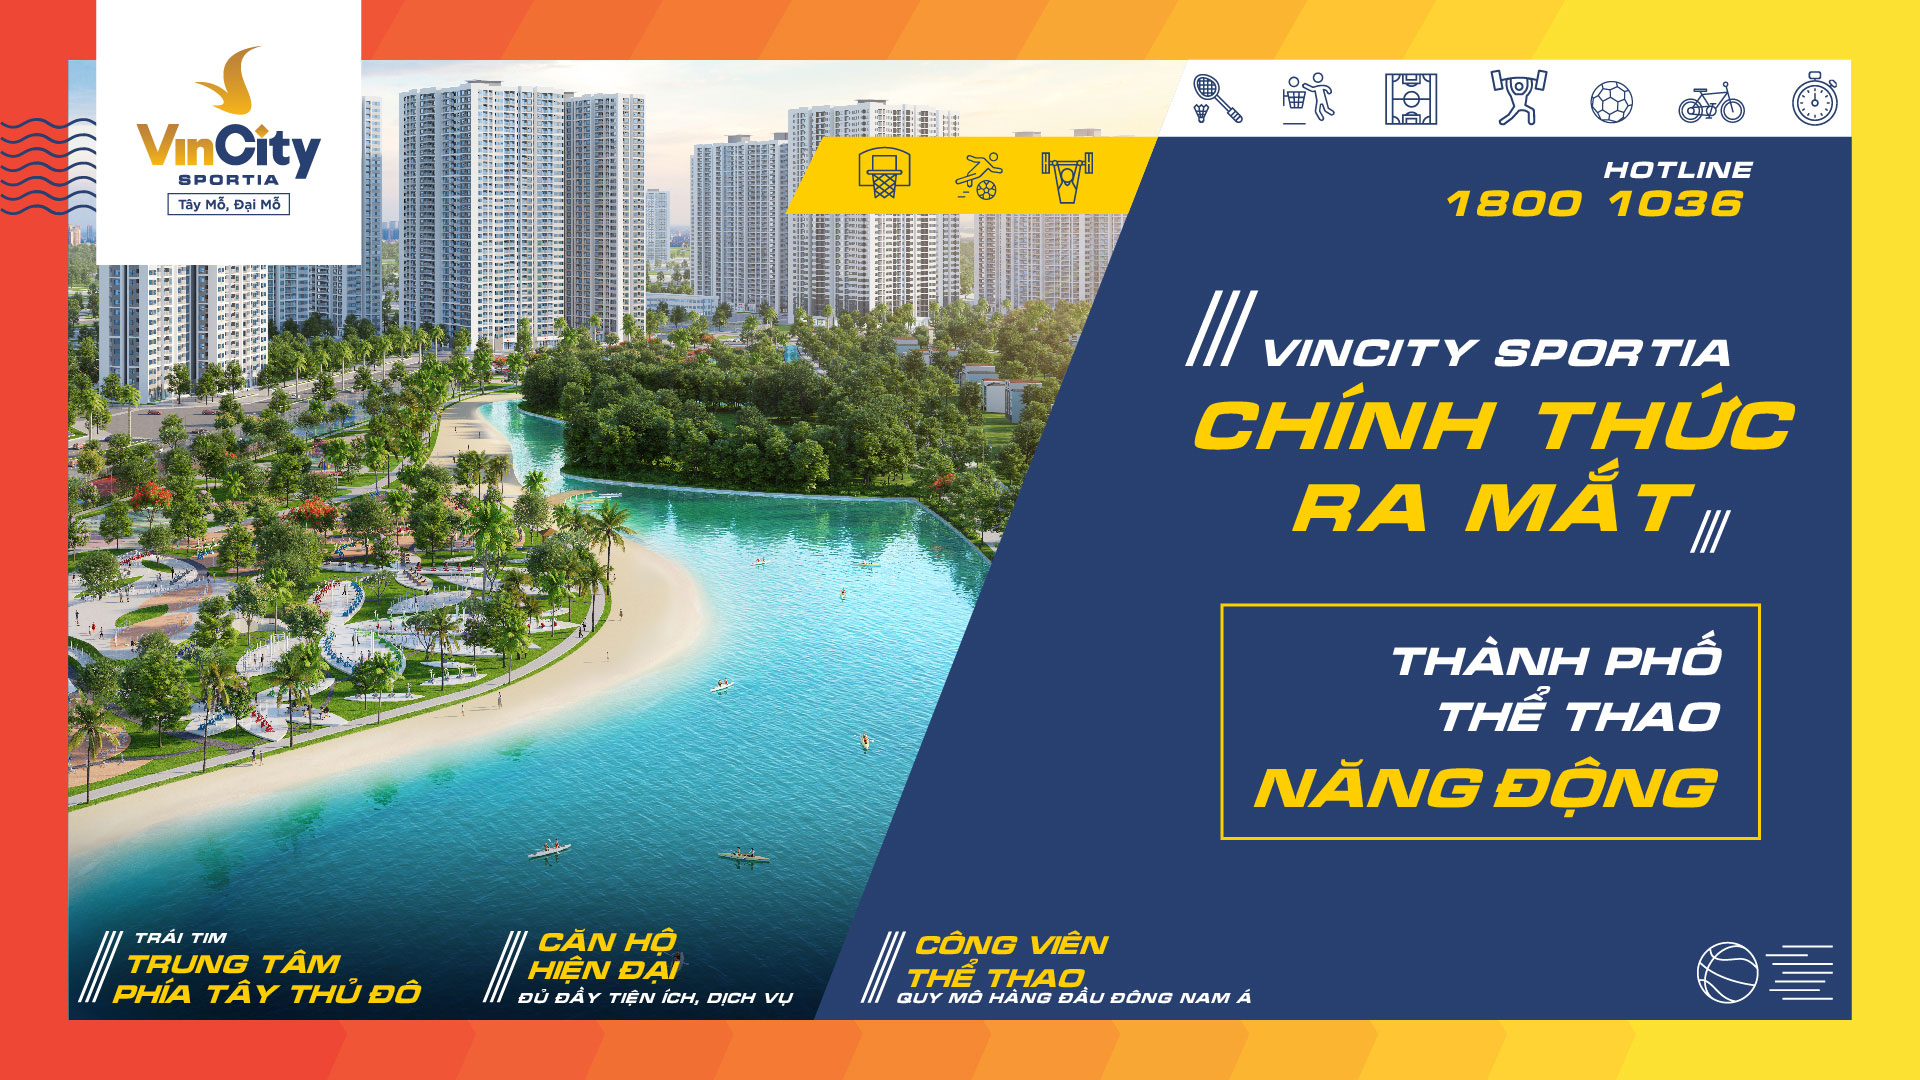 VinCity
SPORTIA
Tây Mỗ, Đại Mỗ
HOTLINE
1800 1036
VINCITY SPORTIA
CHÍNH THỨC
RA MẮT
THÀNH PHỐ
THỂ THAO
NĂNG ĐỘNG
TRÁI TIM
TRUNG TÂM
PHÍA TÂY THỦ ĐÔ
CĂN HỘ
HIỆN ĐẠI
ĐỦ ĐẦY TIỆN ÍCH, DỊCH VỤ
CÔNG VIÊN
THỂ THAO
QUY MÔ HÀNG ĐẦU ĐÔNG NAM Á